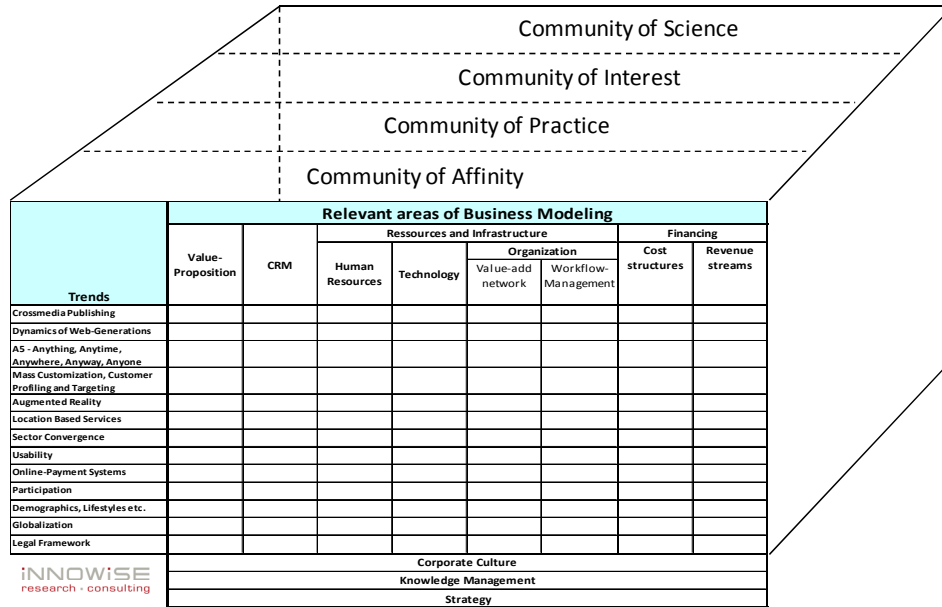 Community of Science
Community of Interest
Community of Practice
Community of Affinity
Relevant areas of Business Modeling
Ressources and Infrastructure
Financing
Value-
Proposition
CRM
Human
Resources
Technology
Organization
Value-add
network
Workflow-
Management
Cost
structures
Revenue
streams
Trends
Crossmedia Publishing
Dynamics of Web-Generations
A5 - Anything, Anytime,
Anywhere, Anyway, Anyone
Mass Customization, Customer
Profiling and Targeting
Augmented Reality
Location Based Services
Sector Convergence
Usability
Online-Payment Systems
Participation
Demographics, Lifestyles etc.
Globalization
Legal Framework
Corporate Culture
Knowledge Management
Strategy
iNNOWiSE
research + consulting